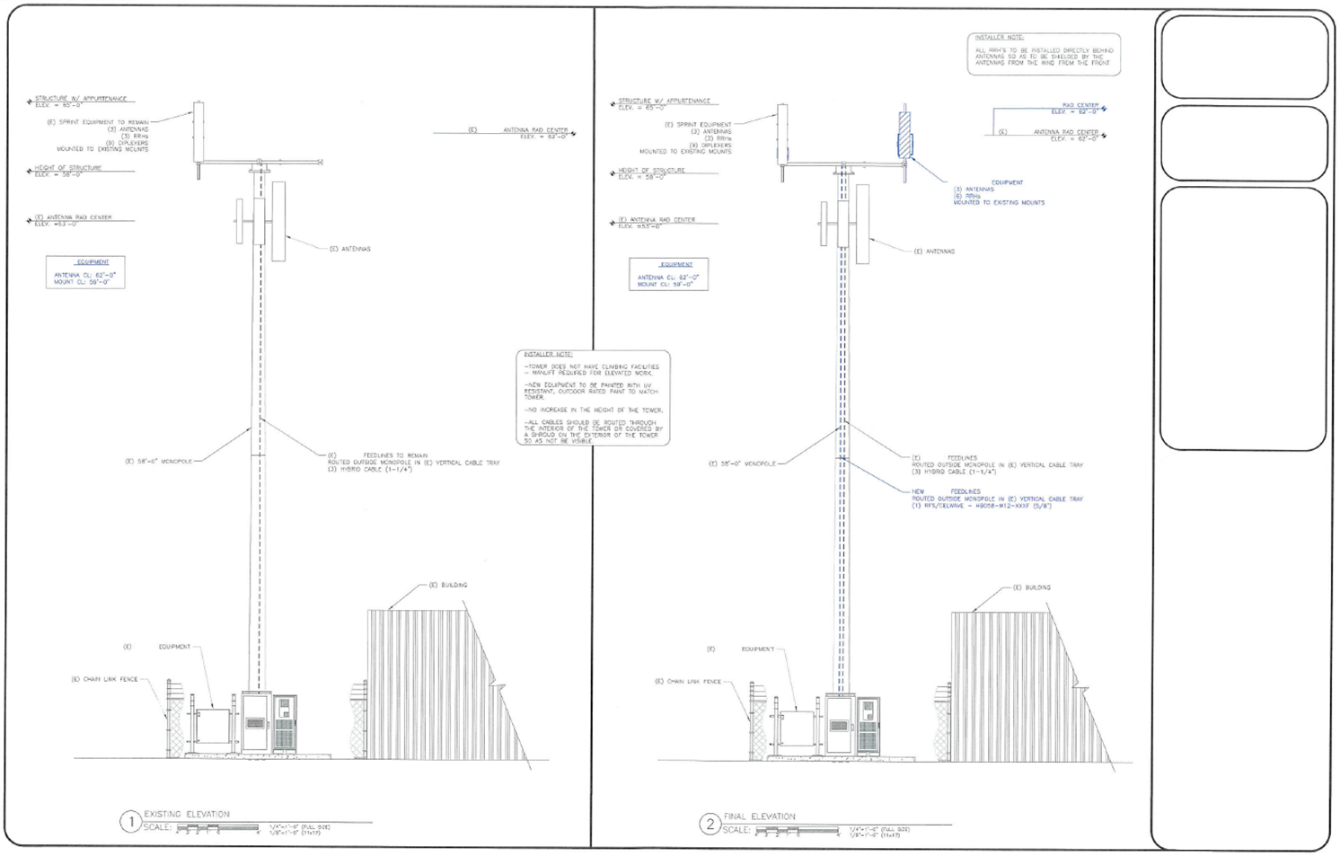 STRUCTURE W/ APPURTENANCE
ELEV. = 65'-0"
(E) SPRINT EQUIPMENT TO REMAIN
(3) ANTENNAS
(3) RRHs
(6) DIPLEXERS
MOUNTED TO EXISTING MOUNTS
(E) ANTENNA RAD CENTER
ELEV. = 62'-0"
HEIGHT OF STRUCTURE
ELEV. = 58'-0"
(E) ANTENNA RAD CENTER
ELEV. =53'-0"
(E) ANTENNAS
EQUIPMENT
ANTENNA CL: 62'-0"
MOUNT CL: 58'-0"
(E) 58'-0" MONOPOLE
(E) FEEDLINES TO REMAIN
ROUTED OUTSIDE MONOPOLE IN (E) VERTICAL CABLE TRAY
(3) HYBRID CABLE (1-1/4")
(E) BUILDING
(E) EQUIPMENT
(E) CHAIN LINK FENCE
1
EXISTING ELEVATION
SCALE:
1/4"=1'-0" (FULL SIZE)
1/8"=1'-0" (11x17)
INSTALLER NOTE:
-TOWER DOES NOT HAVE CLIMBING FACILITIES
- MANLIFT REQUIRED FOR ELEVATED WORK.
-NEW EQUIPMENT TO BE PAINTED WITH UV
RESISTANT, OUTDOOR RATED PAINT TO MATCH
TOWER.
-NO INCREASE IN THE HEIGHT OF THE TOWER.
-ALL CABLES SHOULD BE ROUTED THROUGH
THE INTERIOR OF THE TOWER OR COVERED BY
A SHROUD ON THE EXTERIOR OF THE TOWER
SO AS NOT BE VISIBLE.
INSTALLER NOTE:
ALL RRH'S TO BE INSTALLED DIRECTLY BEHIND
ANTENNAS SO AS TO BE SHIELDED BY THE
ANTENNAS FROM THE WIND FROM THE FRONT
STRUCTURE W/ APPURTENANCE
ELEV. = 65'-0"
(E) SPRINT EQUIPMENT
(3) ANTENNAS
(3) RRHs
(6) DIPLEXERS
MOUNTED TO EXISTING MOUNTS
RAD CENTER
ELEV. = 62'-0"
(E) ANTENNA RAD CENTER
ELEV. = 62'-0"
HEIGHT OF STRUCTURE
ELEV. = 58'-0"
EQUIPMENT
(3) ANTENNAS
(6) RRHs
MOUNTED TO EXISTING MOUNTS
(E) ANTENNA RAD CENTER
ELEV. =53'-0"
(E) ANTENNAS
EQUIPMENT
ANTENNA CL: 62'-0"
MOUNT CL: 58'-0"
(E) 58'-0" MONOPOLE
(E) FEEDLINES
ROUTED OUTSIDE MONOPOLE IN (E) VERTICAL CABLE TRAY
(3) HYBRID CABLE (1-1/4")
NEW FEEDLINES
ROUTED OUTSIDE MONOPOLE IN (E) VERTICAL CABLE TRAY
(1) RFS/CELWAVE - (5/8")
(E) BUILDING
(E) EQUIPMENT
(E) CHAIN LINK FENCE
2
FINAL ELEVATION
SCALE:
1/4"=1'-0" (FULL SIZE)
1/8"=1'-0" (11x17)